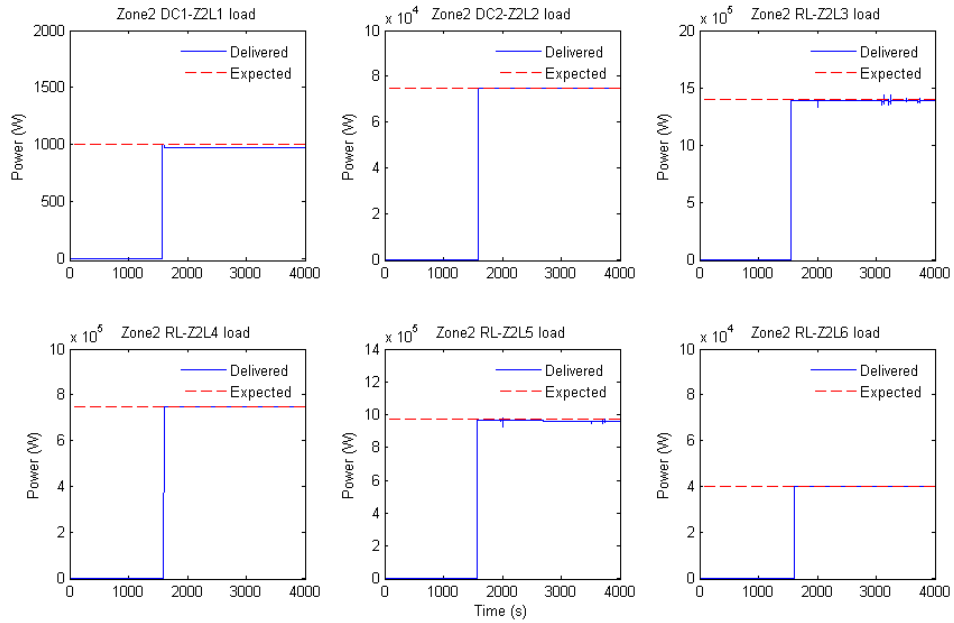 Zone2 DC1-Z2L1 load
2000
1500
1000
500
0
Power (W)
Delivered
Expected
0 1000 2000 3000 4000
Zone2 DC2-Z2L2 load
x 10^4
10
8
6
4
2
0
Power (W)
Delivered
Expected
0 1000 2000 3000 4000
Zone2 RL-Z2L3 load
x 10^5
20
15
10
5
0
Power (W)
Delivered
Expected
0 1000 2000 3000 4000
Zone2 RL-Z2L4 load
x 10^5
10
8
6
4
2
0
Power (W)
Delivered
Expected
0 1000 2000 3000 4000
Zone2 RL-Z2L5 load
x 10^5
14
12
10
8
6
4
2
0
Power (W)
Delivered
Expected
0 1000 2000 3000 4000
Time (s)
Zone2 RL-Z2L6 load
x 10^4
10
8
6
4
2
0
Power (W)
Delivered
Expected
0 1000 2000 3000 4000